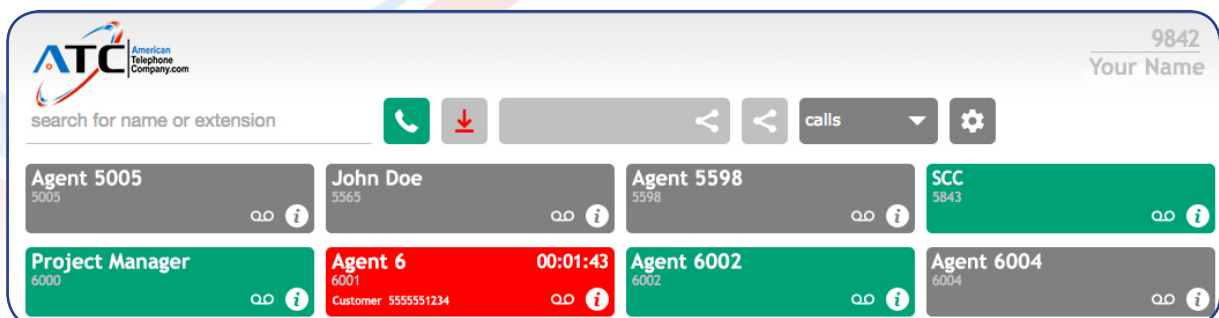 ATC American
Telephone
Company.com
9842
Your Name
search for name or extension
calls
Agent 5005
5005
John Doe
5565
Agent 5598
5598
SCC
5843
Project Manager
6000
Agent 6 00:01:43
6001
Customer 5555551234
Agent 6002
6002
Agent 6004
6004